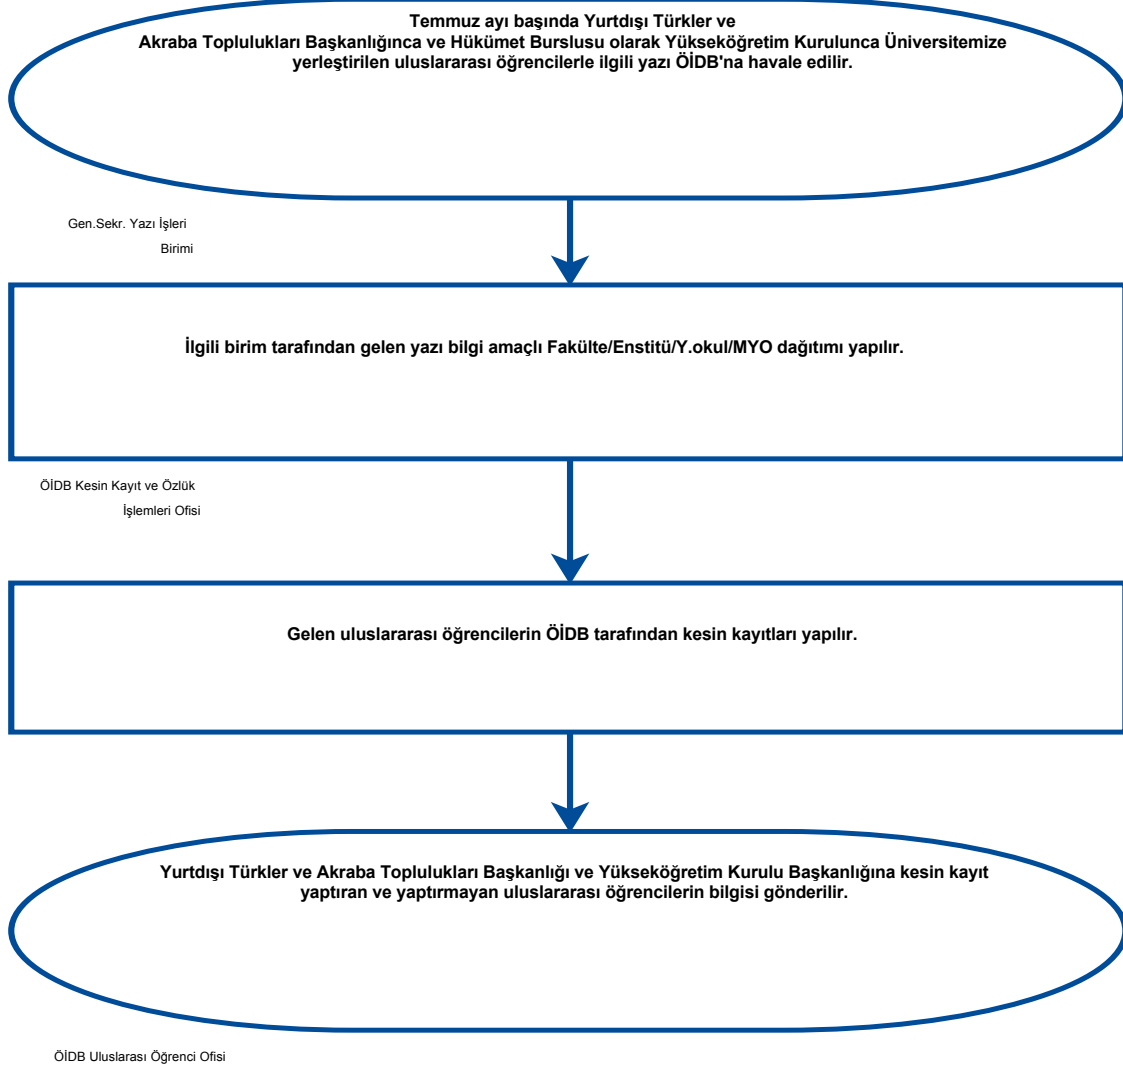 Temmuz ayı başında Yurtdışı Türkler ve
Akraba Toplulukları Başkanlığınca ve Hükümet Burslusu olarak Yükseköğretim Kurulunca Üniversitemize
yerleştirilen uluslararası öğrencilerle ilgili yazı ÖİDB'na havale edilir.
Gen.Sekr. Yazı İşleri
Birimi
İlgili birim tarafından gelen yazı bilgi amaçlı Fakülte/Enstitü/Y.okul/MYO dağıtımı yapılır.
ÖİDB Kesin Kayıt ve Özlük
İşlemleri Ofisi
Gelen uluslararası öğrencilerin ÖİDB tarafından kesin kayıtları yapılır.
Yurtdışı Türkler ve Akraba Toplulukları Başkanlığı ve Yükseköğretim Kurulu Başkanlığına kesin kayıt
yaptıran ve yaptırmayan uluslararası öğrencilerin bilgisi gönderilir.
ÖİDB Uluslarası Öğrenci Ofisi